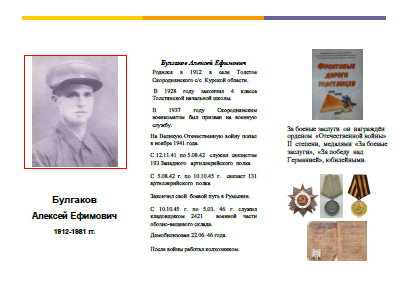 Булгаков
Алексей Ефимович
1912-1981 гг.
Булгаков Алексей Ефимович
Родился в 1912 в селе Толстое
Скороднинского с/с Курской области.
В 1928 году закончил 4 класса
Толстянской начальной школы.
В 1937 году Скороднинским
военкоматом был призван на военную
службу.
На Великую Отечественную войну попал
в ноябре 1941 года.
С 12.11.41 по 5.08.42 служил связистом
193 Западного артиллерийского полка
С 5.08.42 г. по 10.10.45 г. связист 131
артиллерийского полка
Закончил свой боевой путь в Румынии.
С 10.10.45 г. по 5.03. 46 г. служил
кладовщиком 2421 военной части
обозно-вещевого склада.
Демобилизован 22.06. 46 года.
После войны работал колхозником.
ФРОНТОВЫЕ
ДОРОГИ
За боевые заслуги он награждён
орденом «Отечественной войны»
II степени, медалями «За боевые
заслуги», «За победу над
Германией», юбилейными.